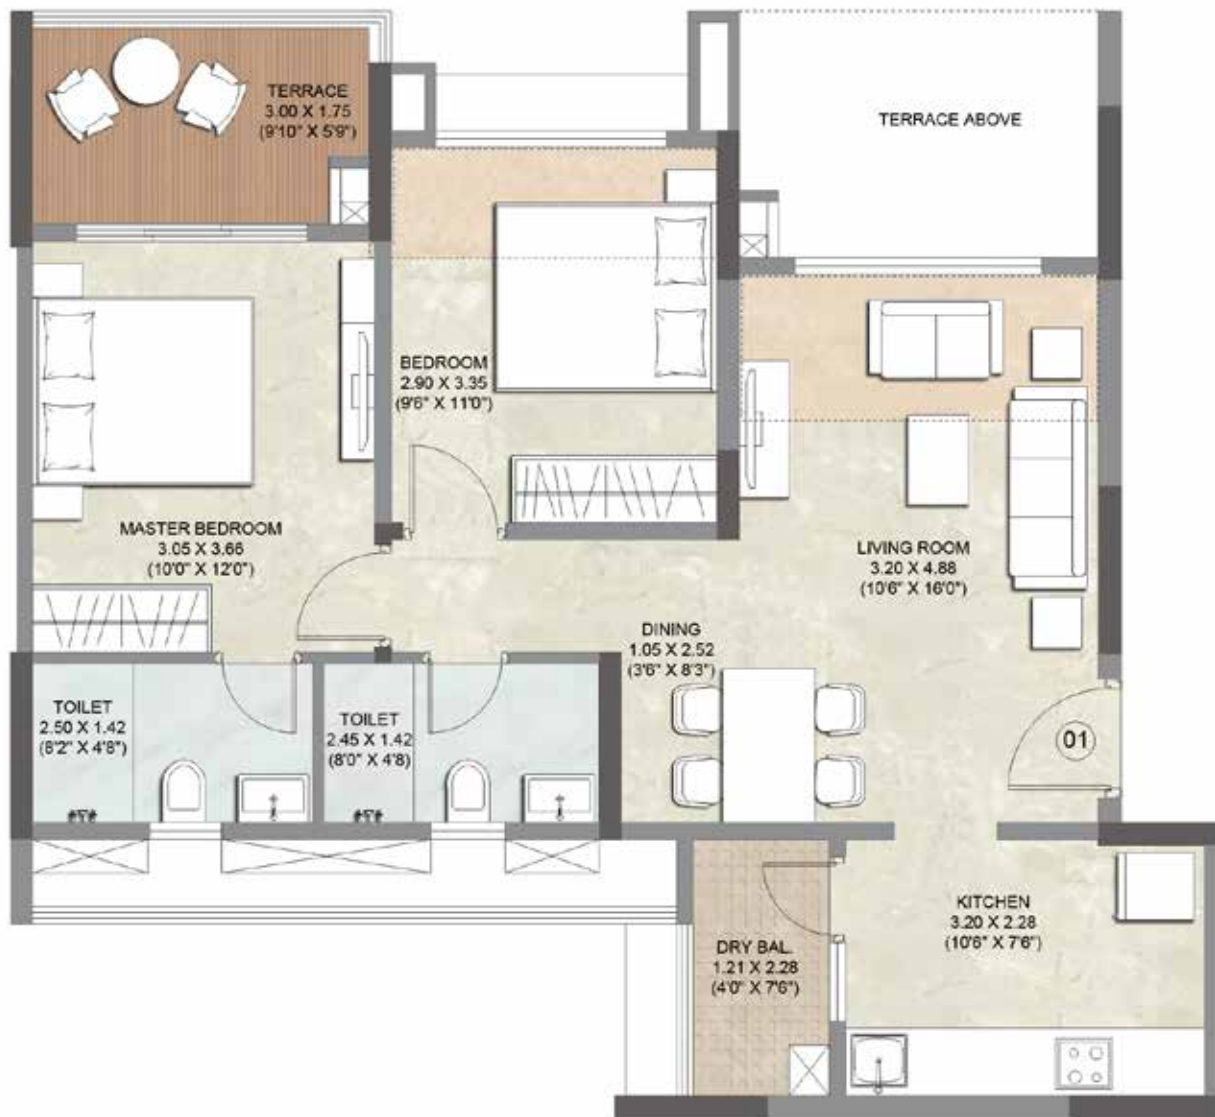 TERRACE
3.00 X 1.75
(9'10" X 5'9")
TERRACE ABOVE
BEDROOM
2.90 X 3.35
(9'6" X 11'0")
MASTER BEDROOM
3.05 X 3.66
(10'0" X 12'0")
LIVING ROOM
3.20 X 4.88
(10'6" X 16'0")
DINING
1.05 X 2.52
(3'6" X 8'3")
TOILET
2.50 X 1.42
(8'2" X 4'8")
TOILET
2.45 X 1.42
(8'0" X 4'8)
01
KITCHEN
3.20 X 2.28
(10'6" X 7'6")
DRY BAL.
1.21 X 2.28
(4'0" X 7'6")